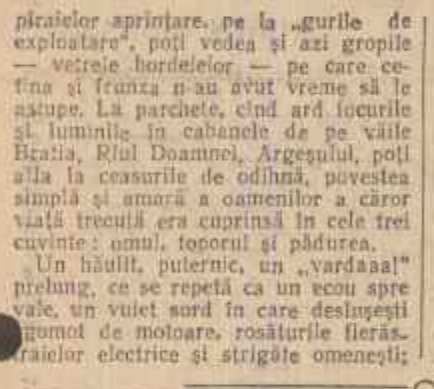 piraielor aprințare, pe la „gurile de
exploatare", poți vedea și azi gropile
— vetrele bordeielor — pe care ce-
tina și frunza n-au avut vreme să le
astupe. La parchete, cînd ard focurile
și luminile în cabanele de pe văile
Bratia, Rîul Doamnei, Argeșului, poți
afla la ceasurile de odihnă, povestea
simplă și amară a oamenilor a căror
viață trecută era cuprinsă în cele trei
cuvinte: omul, toporul și pădurea.
Un hăulit, puternic, un „vardaaal"
prelung, ce se repetă ca un ecou spre
vale, un vuiet surd în care deslușești
zgomot de motoare, rosăturile fierăs-
traielor electrice și strigăte omenești;